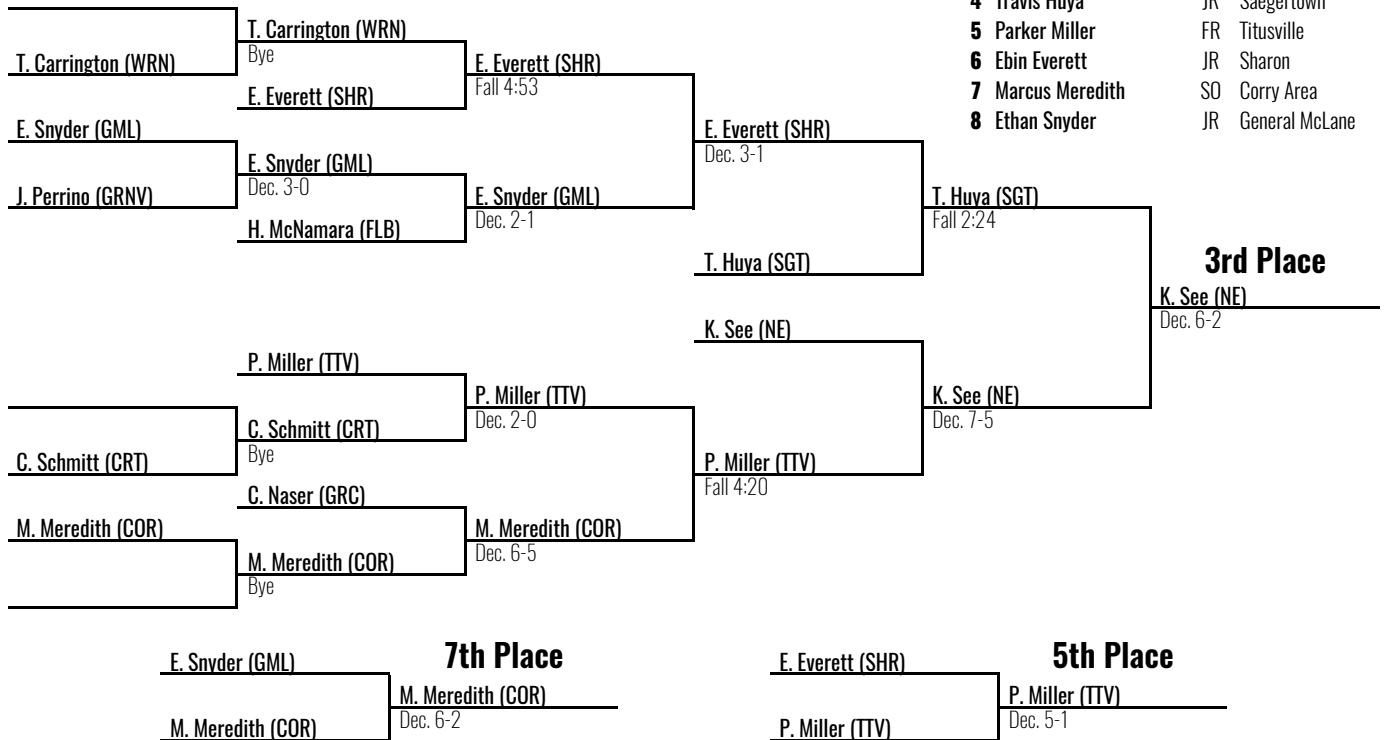 4 Travis Huya JR Saegertown
T. Carrington (WRN)
5 Parker Miller FR Titusville
Bye
T. Carrington (WRN)
E. Everett (SHR)
6 Ebin Everett JR Sharon
Fall 4:53
E. Everett (SHR)
7 Marcus Meredith SO Corry Area
E. Snyder (GML)
E. Everett (SHR)
8 Ethan Snyder JR General McLane
Dec. 3-1
E. Snyder (GML)
Dec. 3-0
J. Perrino (GRNV)
E. Snyder (GML)
T. Huya (SGT)
Dec. 2-1
Fall 2:24
H. McNamara (FLB)
T. Huya (SGT)
3rd Place
K. See (NE)
Dec. 6-2
K. See (NE)
P. Miller (TTV)
P. Miller (TTV)
K. See (NE)
Dec. 2-0
Dec. 7-5
C. Schmitt (CRT)
Bye
C. Schmitt (CRT)
P. Miller (TTV)
Fall 4:20
C. Naser (GRC)
M. Meredith (COR)
M. Meredith (COR)
Dec. 6-5
M. Meredith (COR)
Bye
7th Place
E. Snyder (GML)
M. Meredith (COR)
Dec. 6-2
M. Meredith (COR)
5th Place
E. Everett (SHR)
P. Miller (TTV)
Dec. 5-1
P. Miller (TTV)